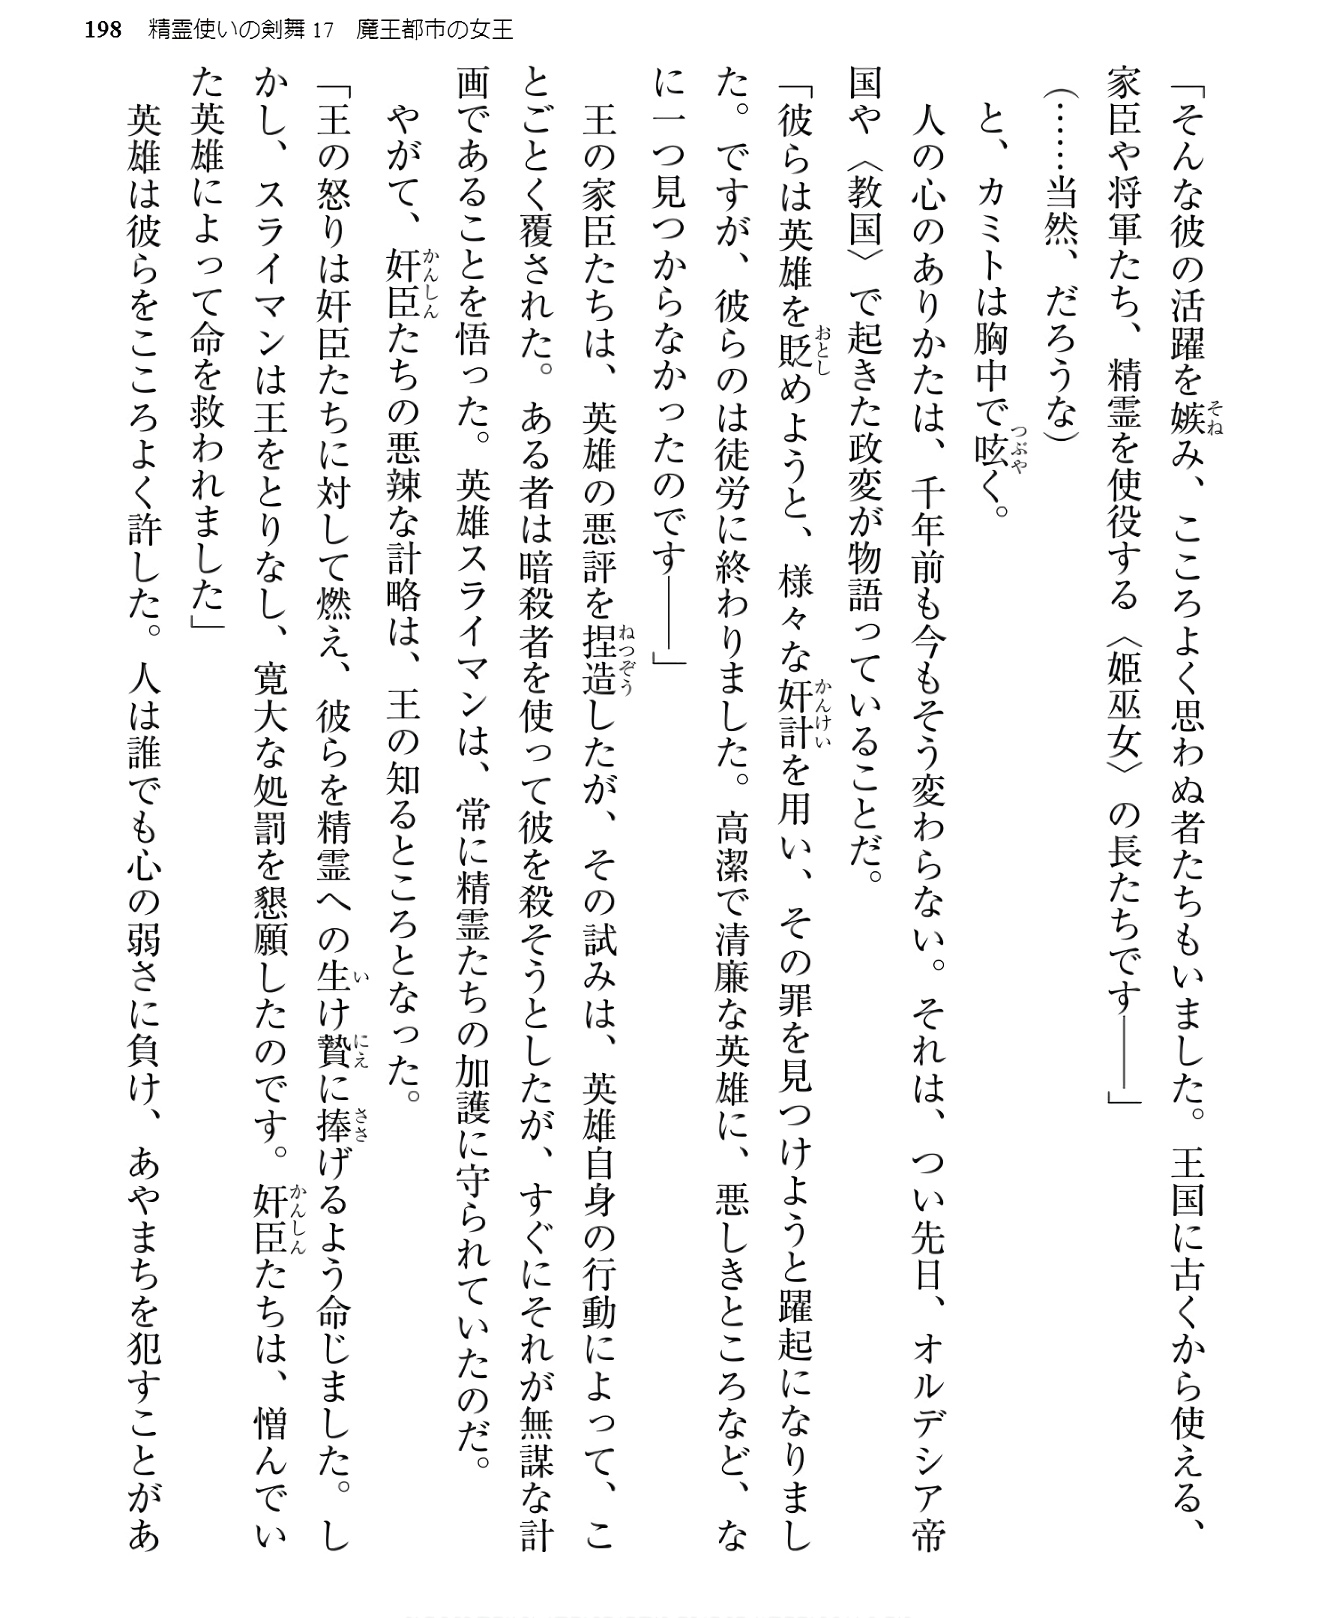 198 精霊使いの剣舞17 魔王都市の女王
「そんな彼の活躍を嫉み、こころよく思わぬ者たちもいました。王国に古くから使える、
家臣や将軍たち、精霊を使役する〈姫巫女〉の長たちです――」
(……当然、だろうな)
と、カミトは胸中で呟く。
人の心のありかたは、千年前も今もそう変わらない。それは、つい先日、オルデシア帝
国や〈教国〉で起きた政変が物語っていることだ。
「彼らは英雄を貶めようと、様々な奸計を用い、その罪を見つけようと躍起になりまし
た。ですが、彼らのは徒労に終わりました。高潔で清廉な英雄に、悪しきところなど、な
に一つ見つからなかったのです――」
王の家臣たちは、英雄の悪評を捏造したが、その試みは、英雄自身の行動によって、こ
とごとく覆された。ある者は暗殺者を使って彼を殺そうとしたが、すぐにそれが無謀な計
画であることを悟った。英雄スライマンは、常に精霊たちの加護に守られていたのだ。
やがて、奸臣たちの悪辣な計略は、王の知るところとなった。
「王の怒りは奸臣たちに対して燃え、彼らを精霊への生け贄に捧げるよう命じました。し
かし、スライマンは王をとりなし、寛大な処罰を懇願したのです。奸臣たちは、憎んでい
た英雄によって命を救われました」
英雄は彼らをこころよく許した。人は誰でも心の弱さに負け、あやまちを犯すことがあ